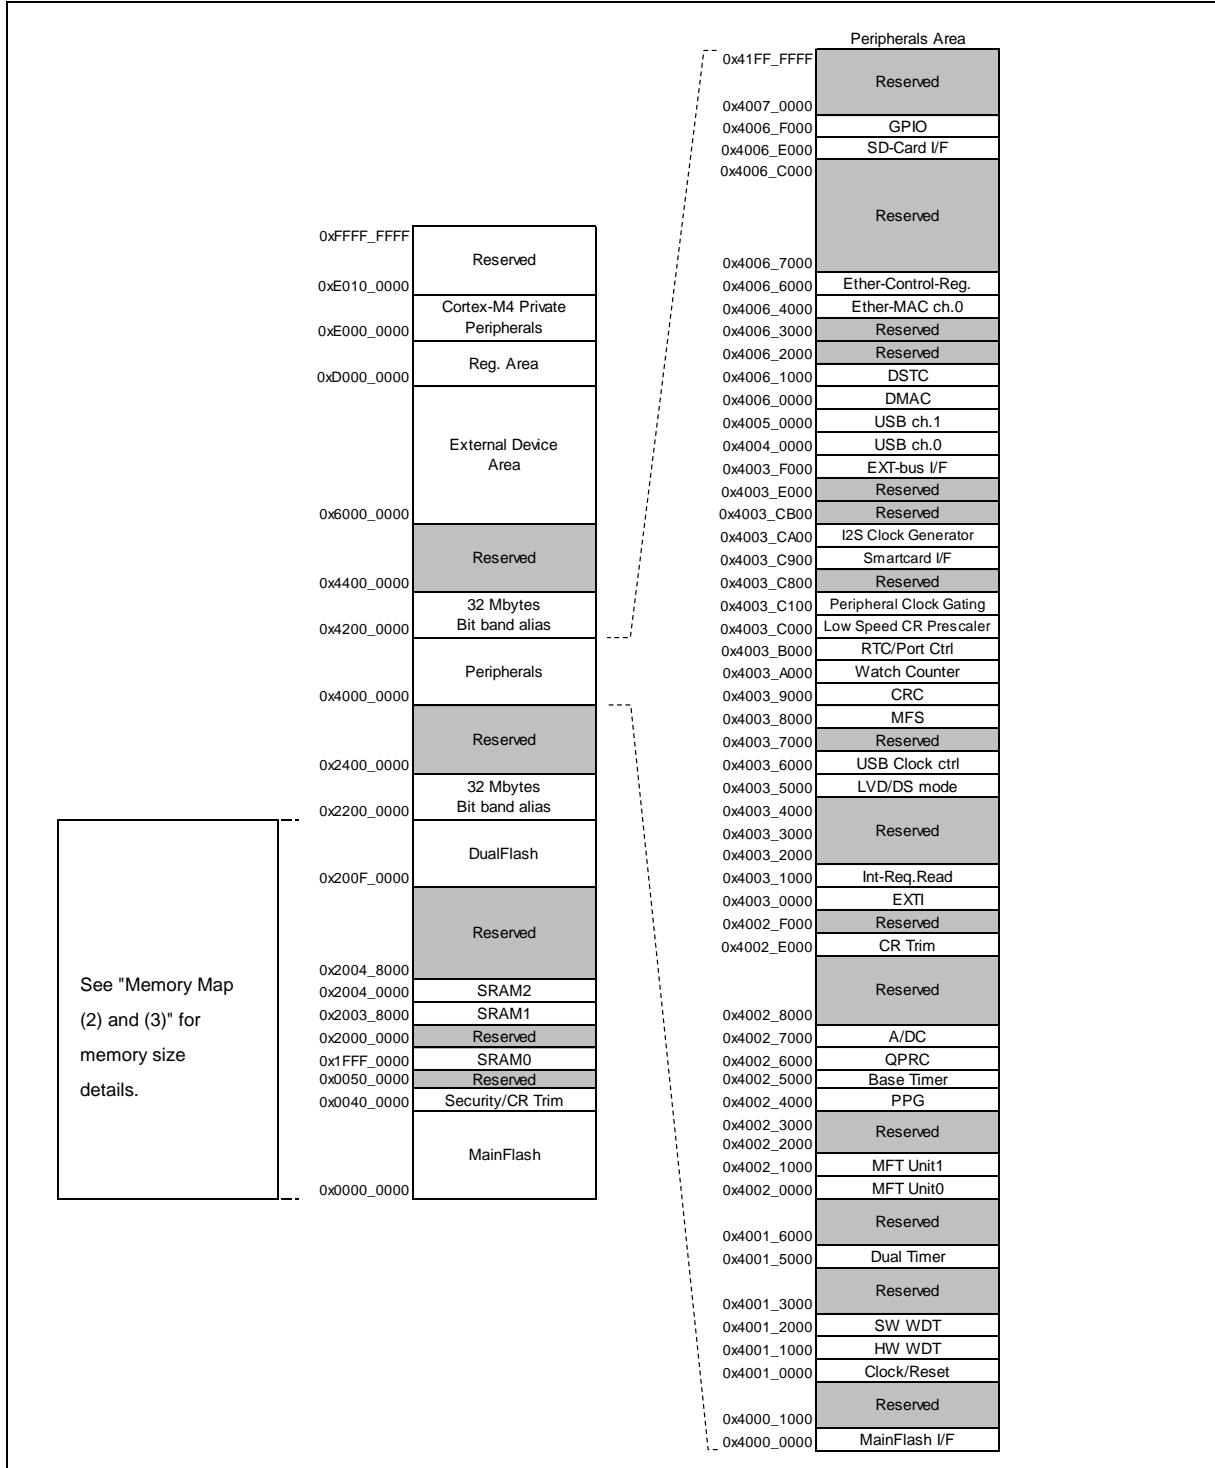 Peripherals Area
0x41FF_FFFF
Reserved
0x4007_0000
0x4006_F000 GPIO
0x4006_E000 SD-Card I/F
0x4006_C000
Reserved
0x4006_7000
0x4006_6000 Ether-Control-Reg.
0x4006_4000 Ether-MAC ch.0
0x4006_3000 Reserved
0x4006_2000 Reserved
0x4006_1000 DSTC
0x4006_0000 DMAC
0x4005_0000 USB ch.1
0x4004_0000 USB ch.0
0x4003_F000 EXT-bus I/F
0x4003_E000 Reserved
0x4003_CB00 Reserved
0x4003_CA00 I2S Clock Generator
0x4003_C900 Smartcard I/F
0x4003_C800 Reserved
0x4003_C100 Peripheral Clock Gating
0x4003_C000 Low Speed CR Prescaler
0x4003_B000 RTC/Port Ctrl
0x4003_A000 Watch Counter
0x4003_9000 CRC
0x4003_8000 MFS
0x4003_7000 Reserved
0x4003_6000 USB Clock ctrl
0x4003_5000 LVD/DS mode
0x4003_4000
Reserved
0x4003_3000
0x4003_2000
0x4003_1000 Int-Req.Read
0x4003_0000 EXTI
0x4002_F000 Reserved
0x4002_E000 CR Trim
Reserved
0x4002_8000
0x4002_7000 A/DC
0x4002_6000 QPRC
0x4002_5000 Base Timer
0x4002_4000 PPG
0x4002_3000
Reserved
0x4002_2000
0x4002_1000 MFT Unit1
0x4002_0000 MFT Unit0
Reserved
0x4001_6000
0x4001_5000 Dual Timer
Reserved
0x4001_3000
0x4001_2000 SW WDT
0x4001_1000 HW WDT
0x4001_0000 Clock/Reset
Reserved
0x4000_1000
0x4000_0000 MainFlash I/F
0xFFFF_FFFF
Reserved
0xE010_0000
Cortex-M4 Private
0xE000_0000 Peripherals
Reg. Area
0xD000_0000
External Device
Area
0x6000_0000
Reserved
0x4400_0000
32 Mbytes
0x4200_0000 Bit band alias
Peripherals
0x4000_0000
Reserved
0x2400_0000
32 Mbytes
0x2200_0000 Bit band alias
DualFlash
0x200F_0000
Reserved
0x2004_8000
0x2004_0000 SRAM2
0x2003_8000 SRAM1
0x2000_0000 Reserved
0x1FFF_0000 SRAM0
0x0050_0000 Reserved
0x0040_0000 Security/CR Trim
MainFlash
0x0000_0000
See "Memory Map
(2) and (3)" for
memory size
details.